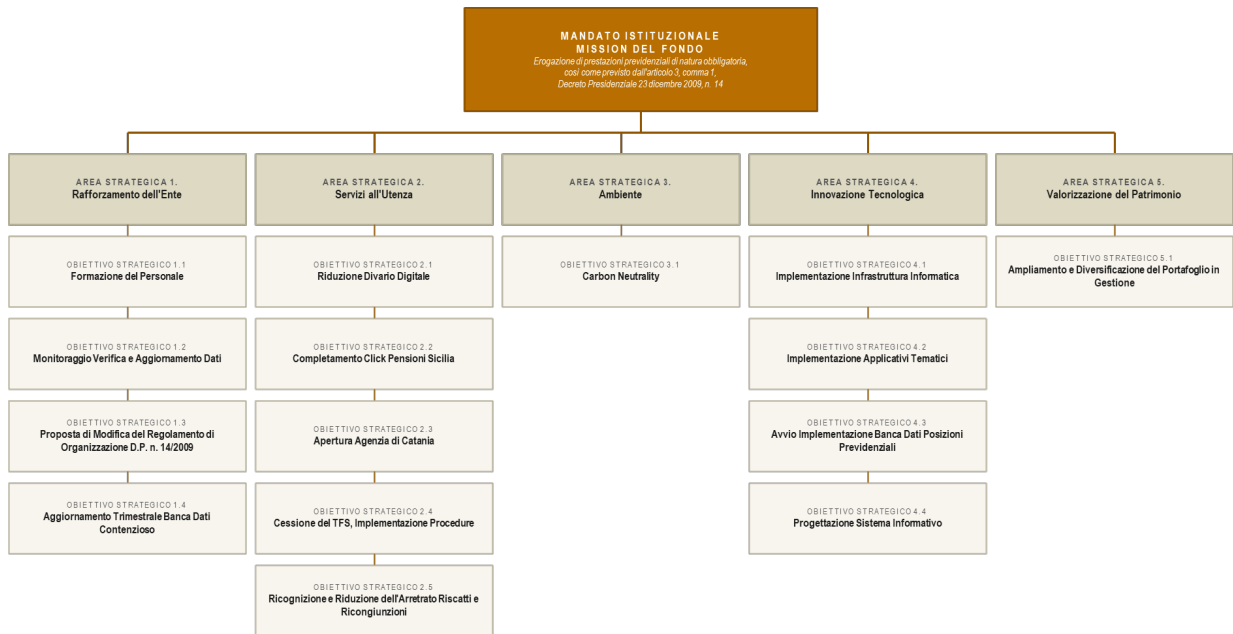 MANDATO ISTITUZIONALE
MISSION DEL FONDO
Erogazione di prestazioni previdenziali di natura obbligatoria,
così come previsto dall'articolo 3, comma 1,
Decreto Presidenziale 23 dicembre 2009, n. 14
AREA STRATEGICA 1.
Rafforzamento dell'Ente
OBIETTIVO STRATEGICO 1.1
Formazione del Personale
OBIETTIVO STRATEGICO 1.2
Monitoraggio Verifica e Aggiornamento Dati
OBIETTIVO STRATEGICO 1.3
Proposta di Modifica del Regolamento di
Organizzazione D.P. n. 14/2009
OBIETTIVO STRATEGICO 1.4
Aggiornamento Trimestrale Banca Dati
Contenzioso
AREA STRATEGICA 2.
Servizi all'Utenza
OBIETTIVO STRATEGICO 2.1
Riduzione Divario Digitale
OBIETTIVO STRATEGICO 2.2
Completamento Click Pensioni Sicilia
OBIETTIVO STRATEGICO 2.3
Apertura Agenzia di Catania
OBIETTIVO STRATEGICO 2.4
Cessione del TFS, Implementazione Procedure
OBIETTIVO STRATEGICO 2.5
Ricognizione e Riduzione dell'Arretrato Riscatti e
Ricongiunzioni
AREA STRATEGICA 3.
Ambiente
OBIETTIVO STRATEGICO 3.1
Carbon Neutrality
AREA STRATEGICA 4.
Innovazione Tecnologica
OBIETTIVO STRATEGICO 4.1
Implementazione Infrastruttura Informatica
OBIETTIVO STRATEGICO 4.2
Implementazione Applicativi Tematici
OBIETTIVO STRATEGICO 4.3
Avvio Implementazione Banca Dati Posizioni
Previdenziali
OBIETTIVO STRATEGICO 4.4
Progettazione Sistema Informativo
AREA STRATEGICA 5.
Valorizzazione del Patrimonio
OBIETTIVO STRATEGICO 5.1
Ampliamento e Diversificazione del Portafoglio in
Gestione